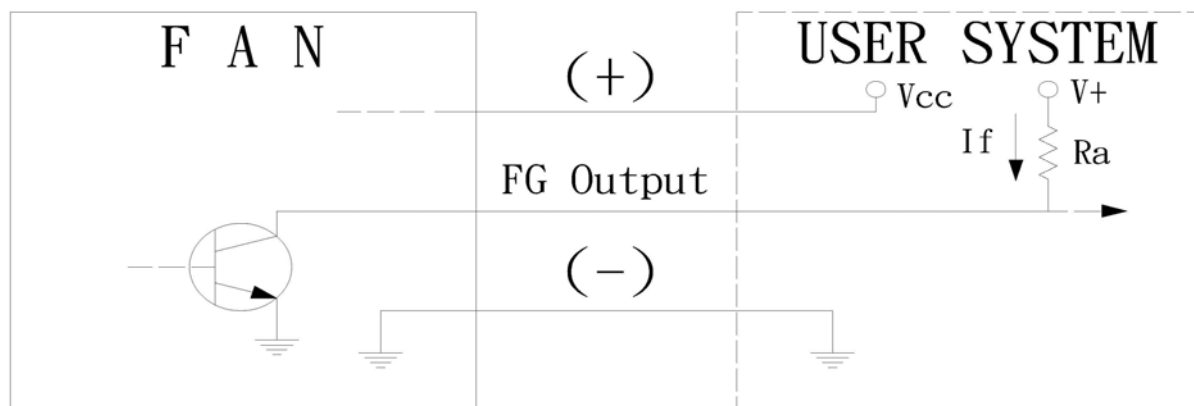 F A N
USER SYSTEM
(+)
Vcc
V+
If
Ra
FG Output
(-)